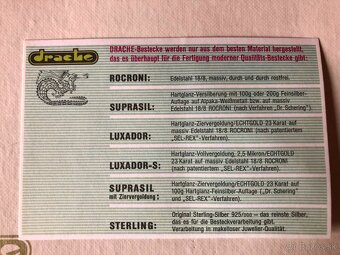 drache
DRACHE-Bestecke werden nur aus dem besten Material hergestellt,
das es überhaupt für die Fertigung moderner Qualitäts-Bestecke gibt:
ROCRONI: Edelstahl 18/8, massiv, durch und durch rostfrei.
SUPRASIL: Hartglanz-Versilberung mit 100g oder 200g Feinsilber-
Auflage auf Alpaka-Weißmetall bzw. auf massiv
Edelstahl 18/8 ROCRONI (nach „Dr. Schering")
LUXADOR: Hartglanz-Ziervergoldung/ECHTGOLD 23 Karat auf
massiv Edelstahl 18/8 ROCRONI (nach patentiertem
„SEL-REX"-Verfahren).
LUXADOR-S: Hartglanz-Vollvergoldung, 2,5 Mikron/ECHTGOLD
23 Karat auf massiv Edelstahl 18/8 ROCRONI
(nach patentiertem „SEL-REX"-Verfahren).
SUPRASIL
mit Ziervergoldung: Hartglanz-Ziervergoldung/ECHTGOLD 23 Karat auf
100g Hartglanz-Feinsilber-Auflage („Dr. Schering"
und „SEL-REX"-Verfahren).
STERLING: Original Sterling-Silber 925/000 - das reinste Silber,
das es für die Besteckverarbeitung gibt.
Verarbeitung in makelloser Juwelier-Qualität.